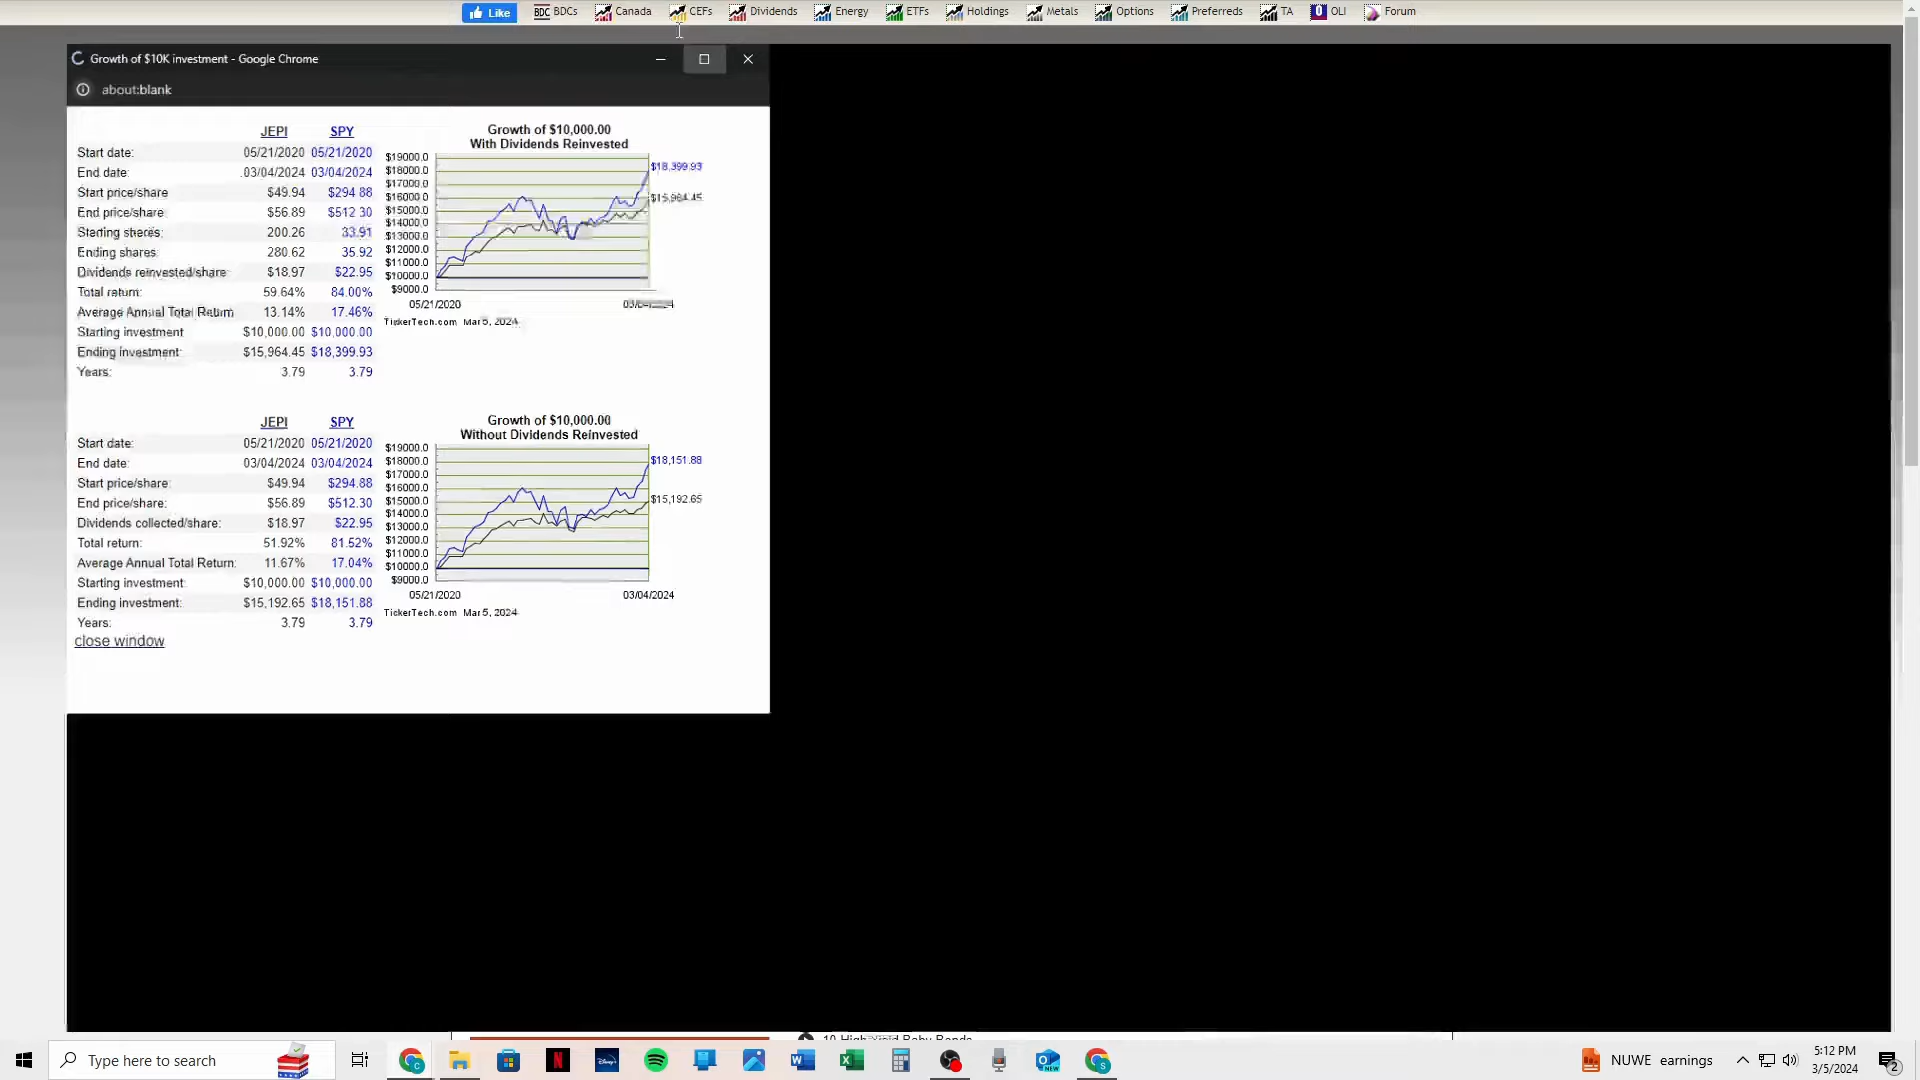 Like BDC BDCs Canada CEFs Dividends Energy ETFs Holdings Metals Options Preferreds TA OLI Forum
Growth of $10K investment - Google Chrome
about:blank
JEPI SPY
Start date: 05/21/2020 05/21/2020
End date: 03/04/2024 03/04/2024
Start price/share $49.94 $294.88
End price/share: $56.89 $512.30
Starting shares: 200.26 33.91
Ending shares: 280.62 35.92
Dividends reinvested/share $18.97 $22.95
Total return: 59.64% 84.00%
Average Annual Total Return 13.14% 17.46%
Starting investment $10,000.00 $10,000.00
Ending investment: $15,964.45 $18,399.93
Years: 3.79 3.79
Growth of $10,000.00
With Dividends Reinvested
$19000.0
$18000.0
$17000.0
$16000.0
$15000.0
$14000.0
$13000.0
$12000.0
$11000.0
$10000.0
$9000.0
$18,399.93
$15,964.45
05/21/2020 03/04/2024
TickerTech.com Mar 5, 2024
JEPI SPY
Start date: 05/21/2020 05/21/2020
End date: 03/04/2024 03/04/2024
Start price/share: $49.94 $294.88
End price/share: $56.89 $512.30
Dividends collected/share: $18.97 $22.95
Total return: 51.92% 81.52%
Average Annual Total Return: 11.67% 17.04%
Starting investment: $10,000.00 $10,000.00
Ending investment: $15,192.65 $18,151.88
Years: 3.79 3.79
close window
Growth of $10,000.00
Without Dividends Reinvested
$19000.0
$18000.0
$17000.0
$16000.0
$15000.0
$14000.0
$13000.0
$12000.0
$11000.0
$10000.0
$9000.0
$18,151.88
$15,192.65
05/21/2020 03/04/2024
TickerTech.com Mar 5, 2024
Type here to search
NUWE earnings
5:12 PM
3/5/2024
2